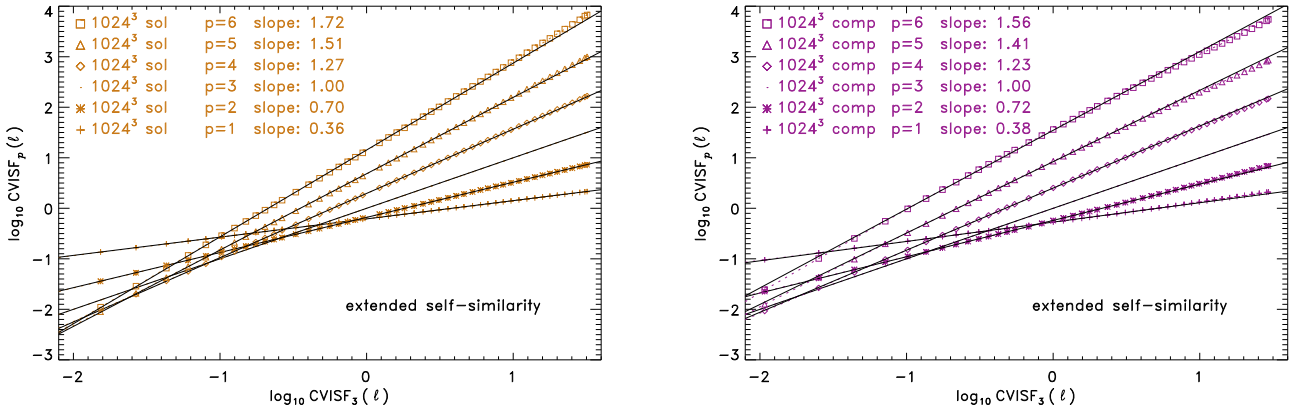 1024³ sol p=6 slope: 1.72
1024³ sol p=5 slope: 1.51
1024³ sol p=4 slope: 1.27
1024³ sol p=3 slope: 1.00
1024³ sol p=2 slope: 0.70
1024³ sol p=1 slope: 0.36
extended self−similarity
log₁₀ CVISFₚ(ℓ)
4
3
2
1
0
−1
−2
−3
−2
−1
0
1
log₁₀ CVISF₃(ℓ)
1024³ comp p=6 slope: 1.56
1024³ comp p=5 slope: 1.41
1024³ comp p=4 slope: 1.23
1024³ comp p=3 slope: 1.00
1024³ comp p=2 slope: 0.72
1024³ comp p=1 slope: 0.38
extended self−similarity
log₁₀ CVISFₚ(ℓ)
4
3
2
1
0
−1
−2
−3
−2
−1
0
1
log₁₀ CVISF₃(ℓ)